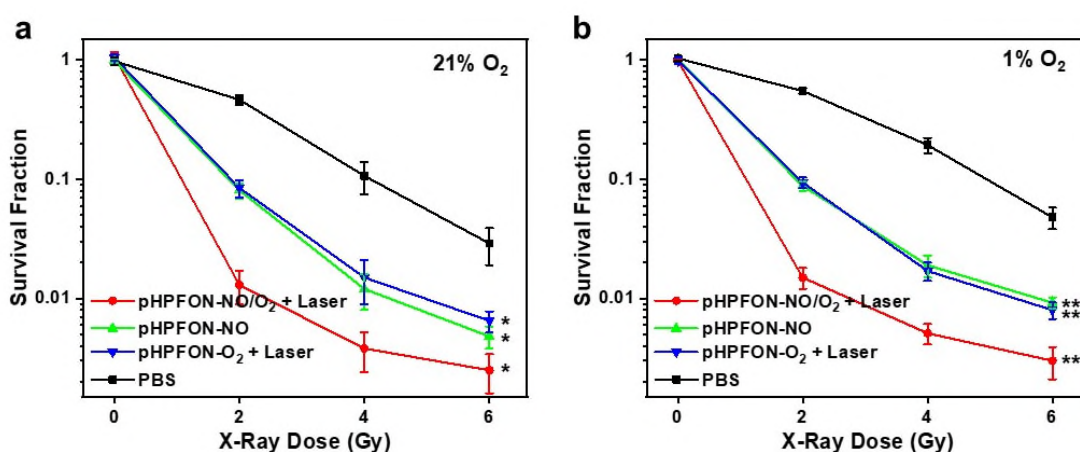 a
21% O₂
1
0.1
0.01
Survival Fraction
pHPFON-NO/O₂ + Laser
pHPFON-NO
pHPFON-O₂ + Laser
PBS
*
*
*
0 2 4 6
X-Ray Dose (Gy)
b
1% O₂
1
0.1
0.01
Survival Fraction
pHPFON-NO/O₂ + Laser
pHPFON-NO
pHPFON-O₂ + Laser
PBS
**
**
**
0 2 4 6
X-Ray Dose (Gy)